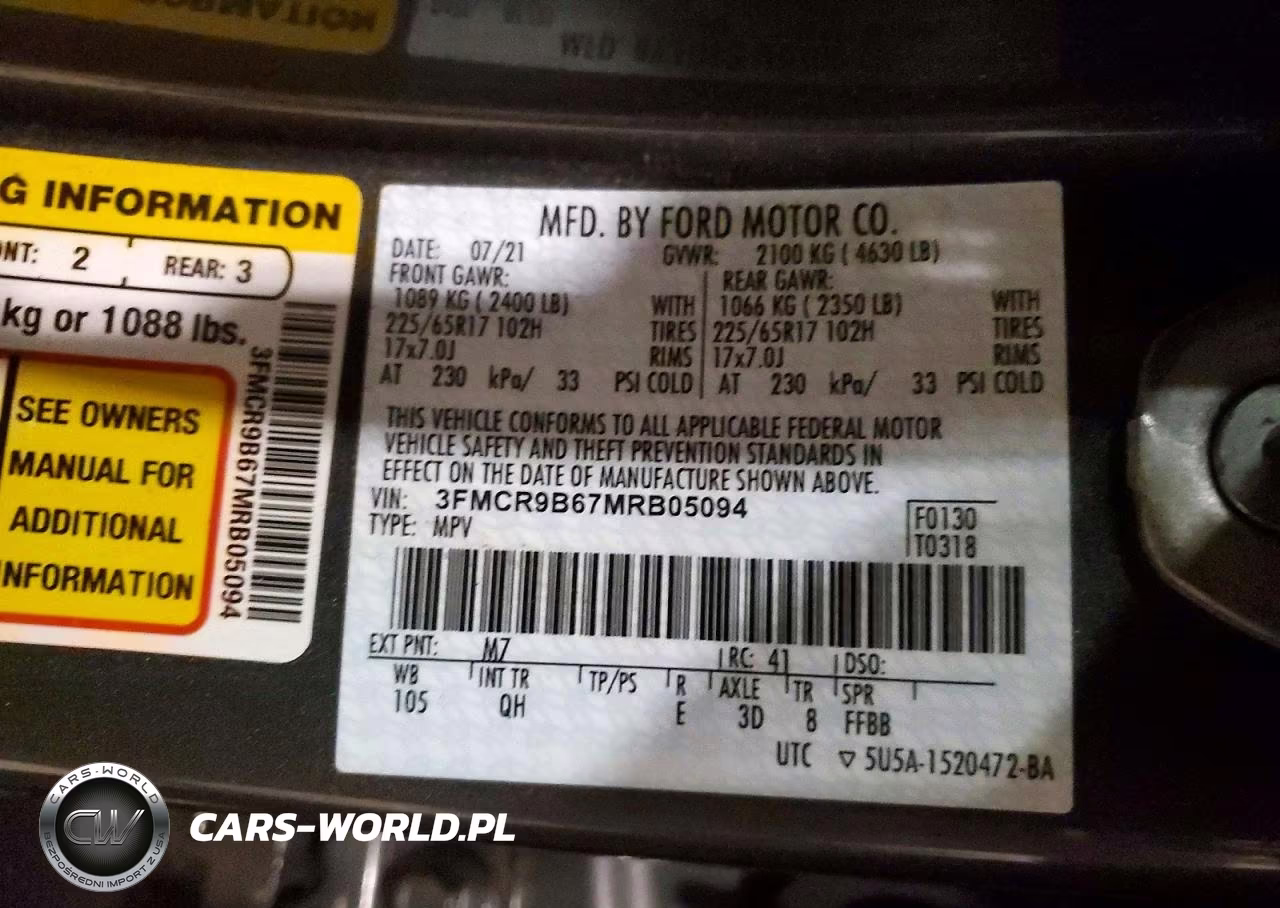 WLD
G INFORMATION
NT: 2 REAR: 3
kg or 1088 lbs.
SEE OWNERS
MANUAL FOR
ADDITIONAL
INFORMATION
3FMCR9B67MRB05094
MFD. BY FORD MOTOR CO.
DATE: 07/21 GVWR: 2100 KG ( 4630 LB)
FRONT GAWR: REAR GAWR:
1089 KG ( 2400 LB) WITH 1066 KG ( 2350 LB) WITH
225/65R17 102H TIRES 225/65R17 102H TIRES
17x7.0J RIMS 17x7.0J RIMS
AT 230 kPa/ 33 PSI COLD AT 230 kPa/ 33 PSI COLD
THIS VEHICLE CONFORMS TO ALL APPLICABLE FEDERAL MOTOR
VEHICLE SAFETY AND THEFT PREVENTION STANDARDS IN
EFFECT ON THE DATE OF MANUFACTURE SHOWN ABOVE.
VIN: 3FMCR9B67MRB05094
TYPE: MPV
F0130
T0318
EXT PNT: M7 RC: 41 DSO:
WB INT TR TP/PS R AXLE TR SPR
105 QH E 3D 8 FFBB
UTC ▽ 5U5A-1520472-BA
CARS-WORLD
CW
BEZPOŚREDNI IMPORT Z USA
CARS-WORLD.PL